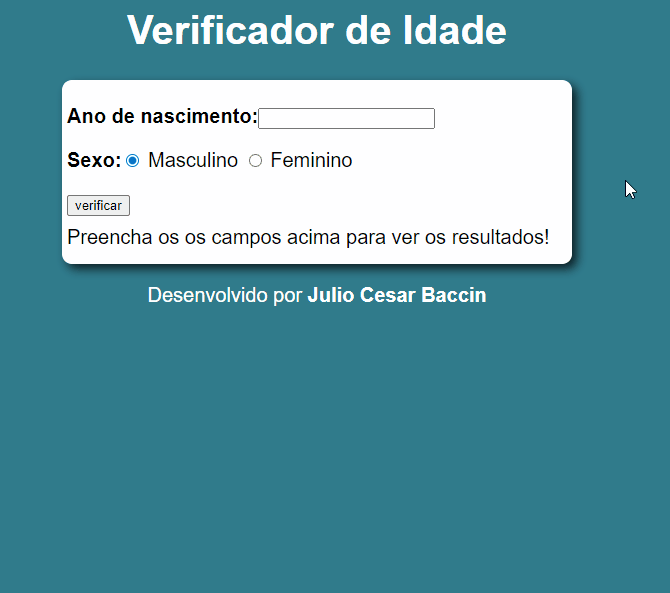 Verificador de Idade
Ano de nascimento:
Sexo: Masculino Feminino
verificar
Preencha os os campos acima para ver os resultados!
Desenvolvido por Julio Cesar Baccin